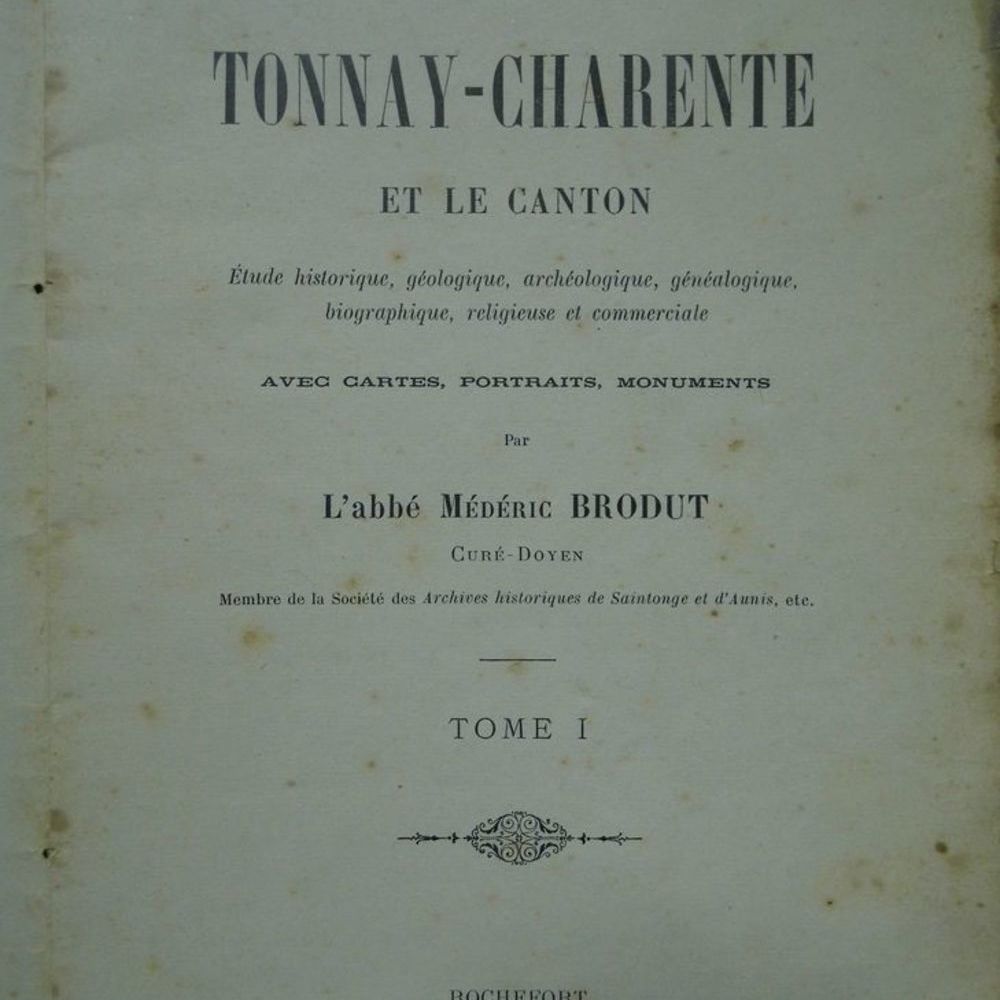 TONNAY-CHARENTE
ET LE CANTON
Étude historique, géologique, archéologique, généalogique,
biographique, religieuse et commerciale
AVEC CARTES, PORTRAITS, MONUMENTS
Par
L'abbé MÉDÉRIC BRODUT
CURÉ-DOYEN
Membre de la Société des Archives historiques de Saintonge et d'Aunis, etc.
TOME I
ROCHEFORT